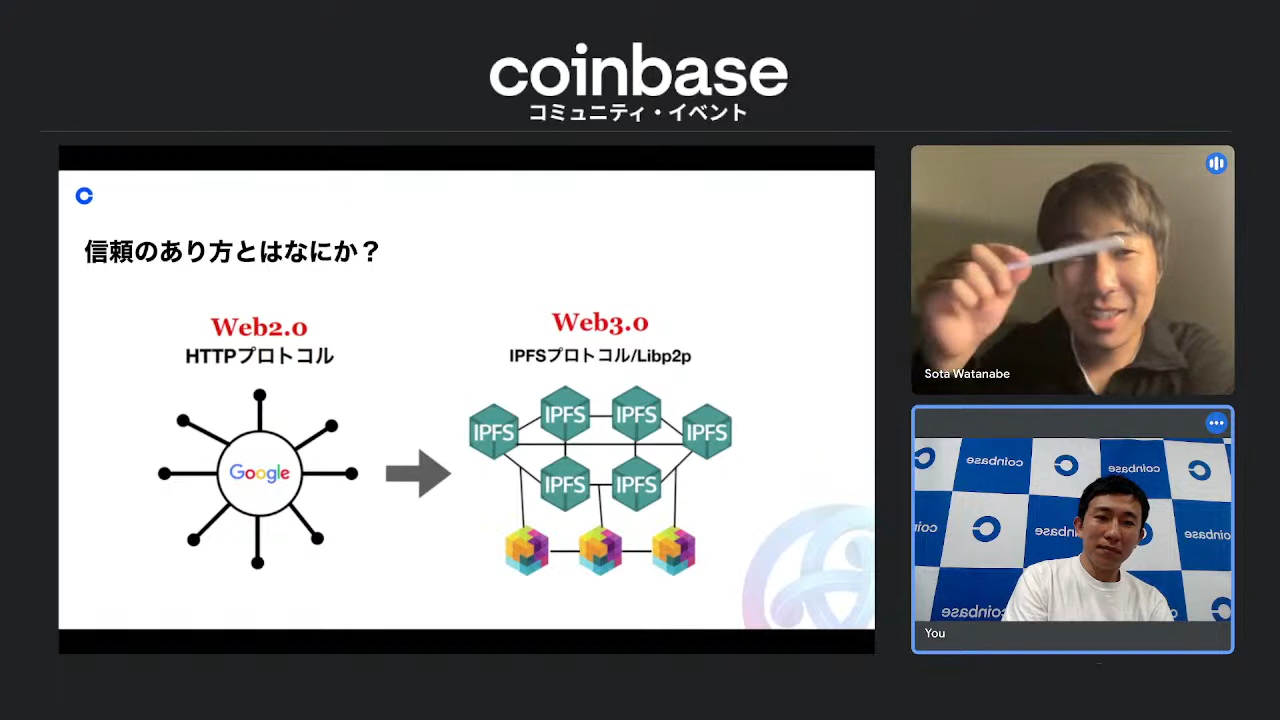 coinbase
コミュニティ・イベント
信頼のあり方とはなにか？
Web2.0
HTTPプロトコル
Google
Web3.0
IPFSプロトコル/Libp2p
IPFS
IPFS
IPFS
IPFS
IPFS
IPFS
Sota Watanabe
coinbase
coinbase
coinbase
coinbase
coinbase
coinbase
You